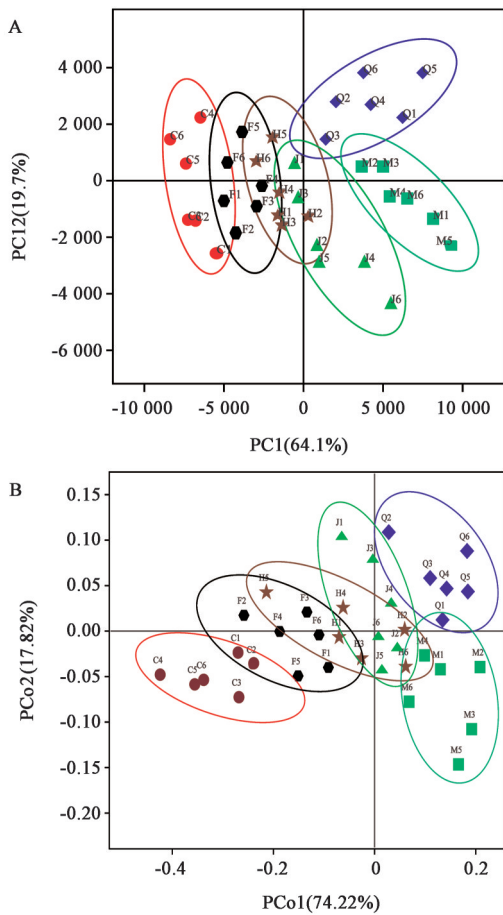 A
4 000
2 000
0
-2 000
-4 000
-6 000
PC12(19.7%)
Q6 Q5
Q2 Q4 Q1
Q3
C4
C6
C5
C2
F5
F6
F1
F4
F3
F2
H5
H6
H4
H1 H2
H3
J1
J3
J2
J5
J4
J6
M2 M3
M4 M6
M1
M5
-10 000 -5 000 0 5 000 10 000
PC1(64.1%)
B
0.15
0.10
0.05
0.00
-0.05
-0.10
-0.15
-0.20
PCo2(17.82%)
J1
Q2
J3
Q6
Q3
Q4 Q5
Q1
H5
F2
F3
H4
J4
F4
F6
H1
J6
H2
J2
C1
C2
C4
C5 C6
C3
F5
F1
H3
J5
H6
M4
M1
M2
M6
M3
M5
-0.4 -0.2 0 0.2
PCo1(74.22%)